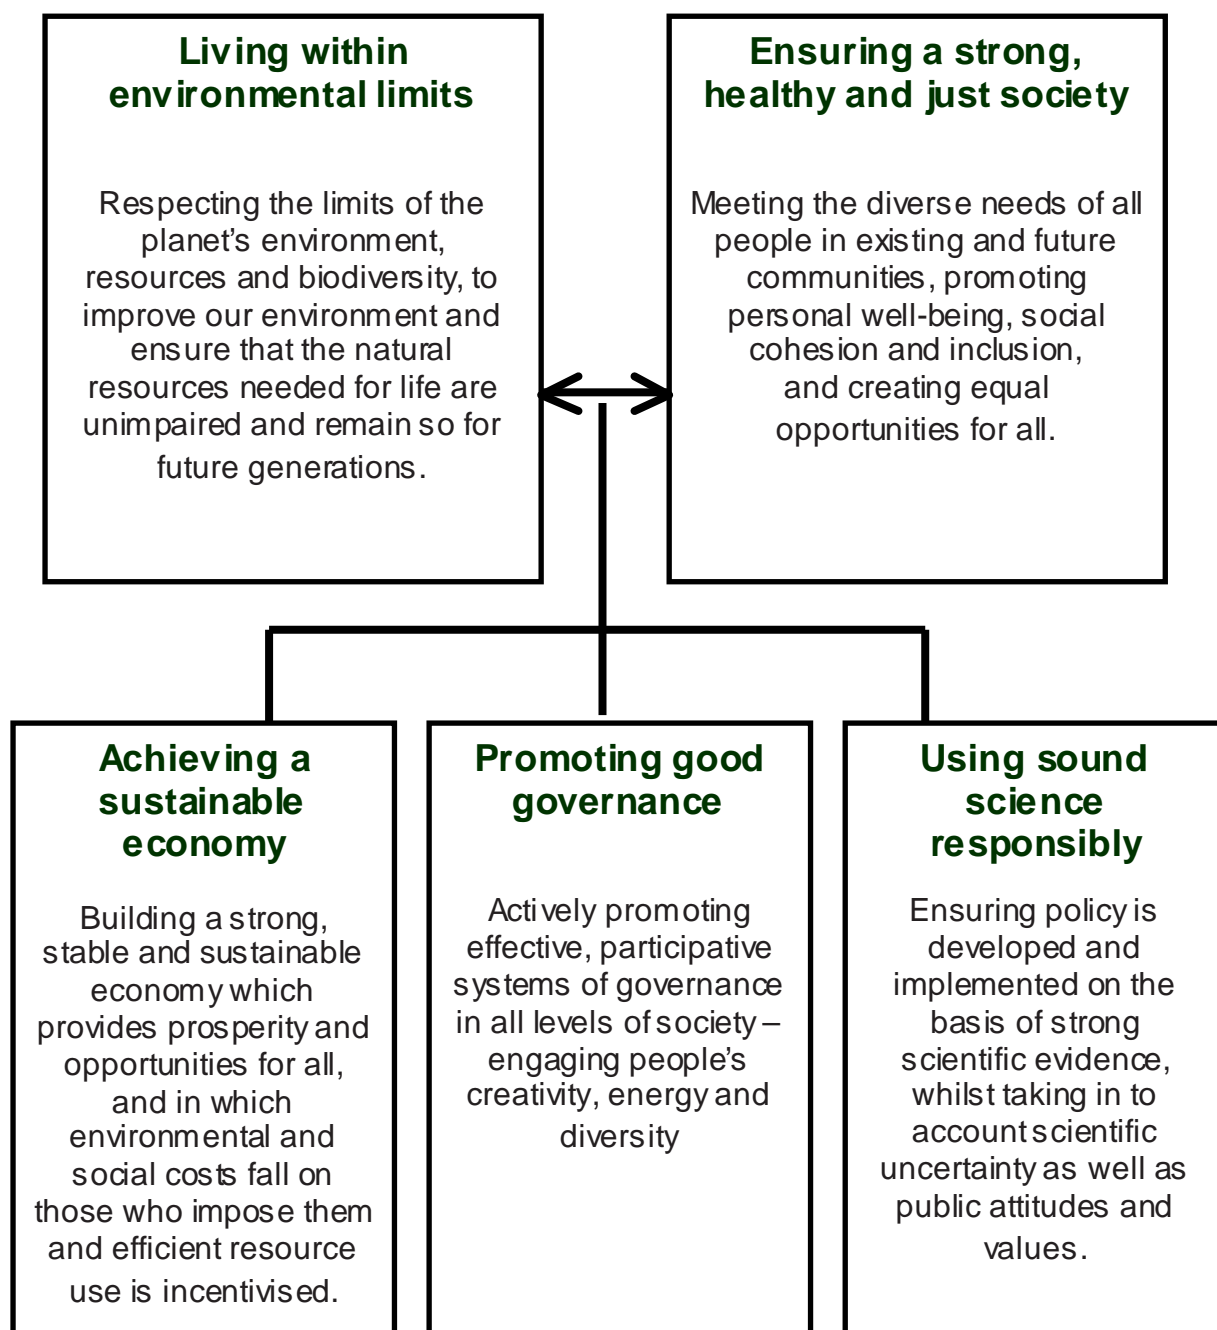 Living within
environmental limits
Respecting the limits of the
planet's environment,
resources and biodiversity, to
improve our environment and
ensure that the natural
resources needed for life are
unimpaired and remain so for
future generations.
Ensuring a strong,
healthy and just society
Meeting the diverse needs of all
people in existing and future
communities, promoting
personal well-being, social
cohesion and inclusion,
and creating equal
opportunities for all.
Achieving a
sustainable
economy
Building a strong,
stable and sustainable
economy which
provides prosperity and
opportunities for all,
and in which
environmental and
social costs fall on
those who impose them
and efficient resource
use is incentivised.
Promoting good
governance
Actively promoting
effective, participative
systems of governance
in all levels of society –
engaging people's
creativity, energy and
diversity
Using sound
science
responsibly
Ensuring policy is
developed and
implemented on the
basis of strong
scientific evidence,
whilst taking in to
account scientific
uncertainty as well as
public attitudes and
values.